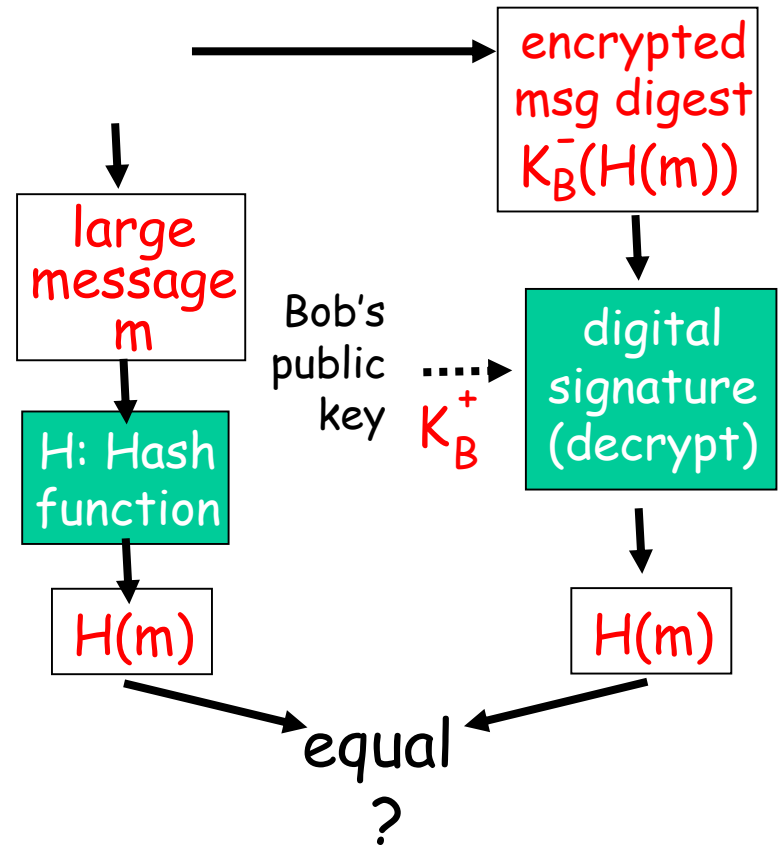 encrypted
msg digest
K_B^-(H(m))
large
message
m
Bob's
public
key
K_B^+
digital
signature
(decrypt)
H: Hash
function
H(m)
H(m)
equal
?